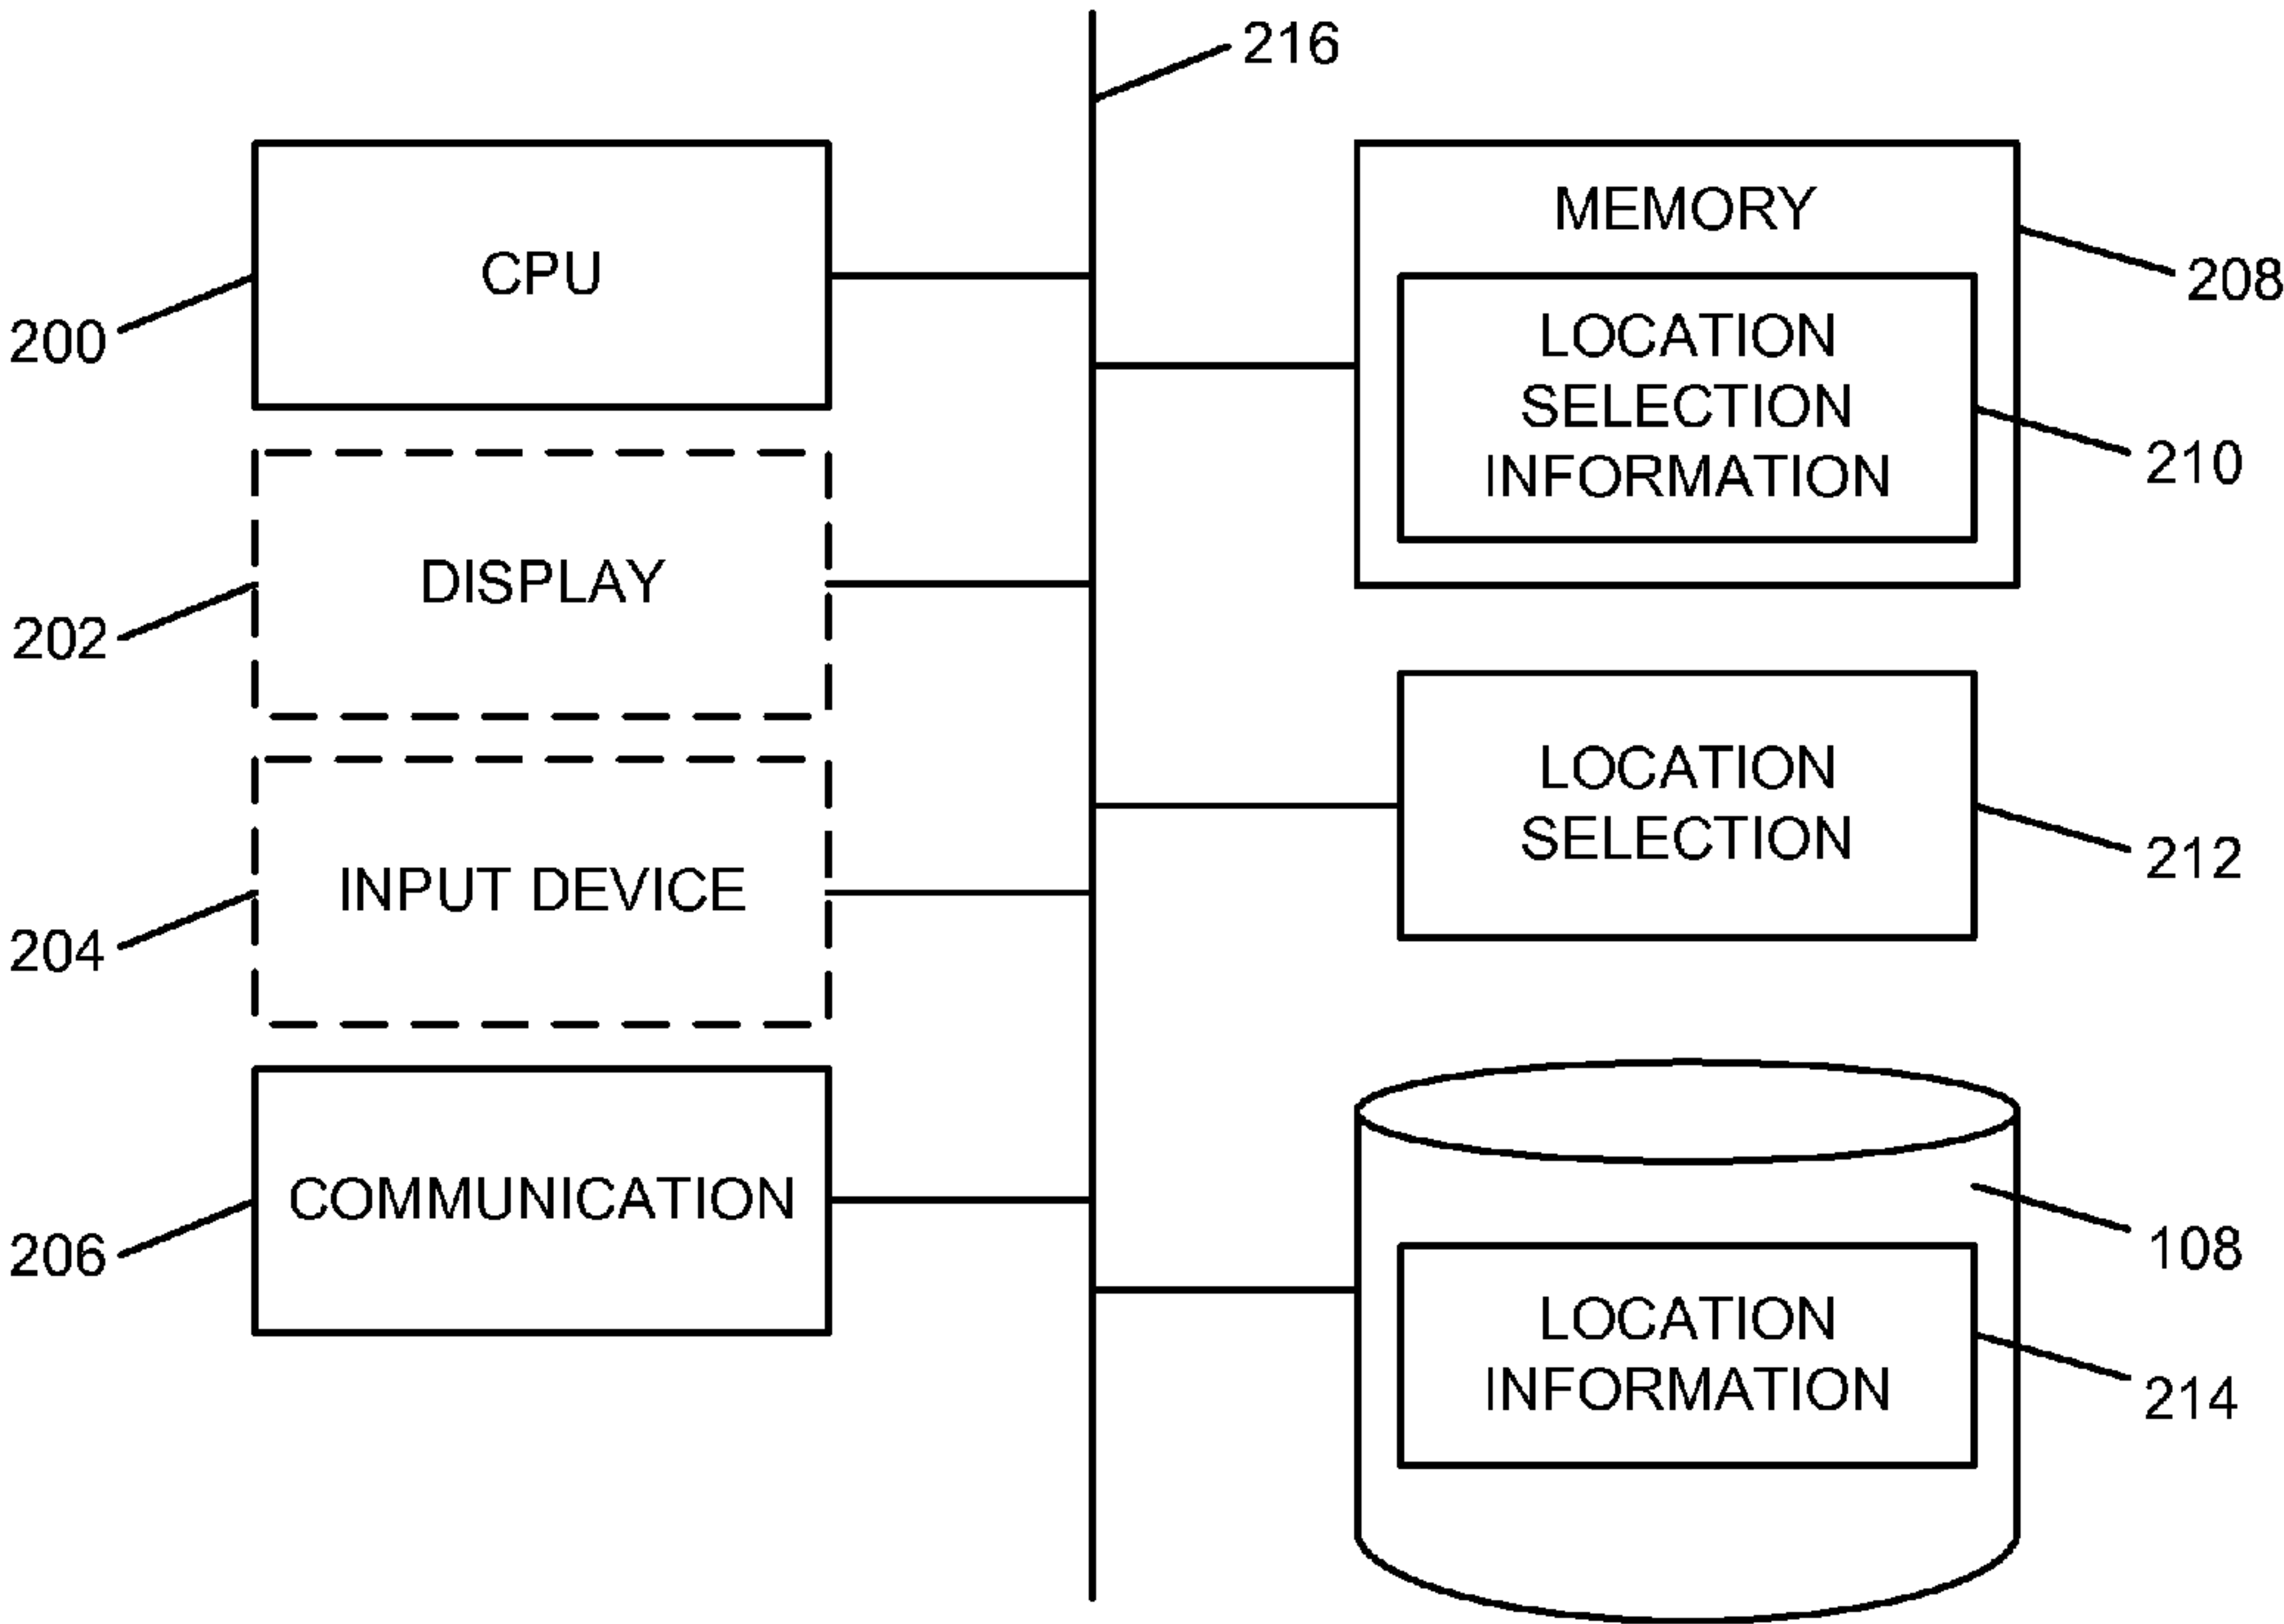 216
CPU
200
DISPLAY
202
INPUT DEVICE
204
COMMUNICATION
206
MEMORY
208
LOCATION
SELECTION
INFORMATION
210
LOCATION
SELECTION
212
108
LOCATION
INFORMATION
214